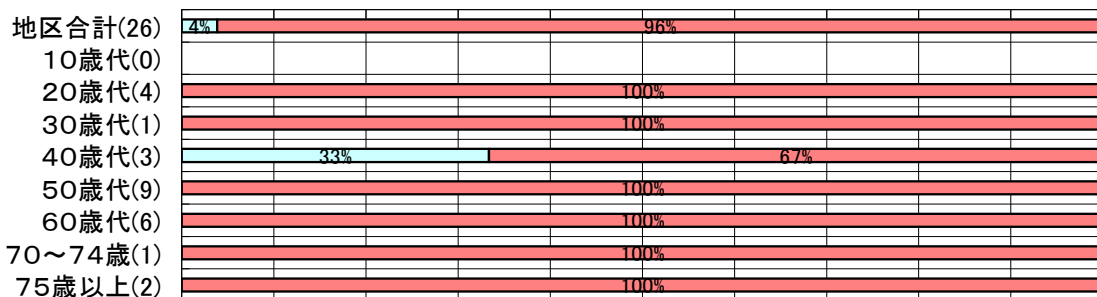 地区合計(26) 4% 96%
10歳代(0)
20歳代(4) 100%
30歳代(1) 100%
40歳代(3) 33% 67%
50歳代(9) 100%
60歳代(6) 100%
70～74歳(1) 100%
75歳以上(2) 100%